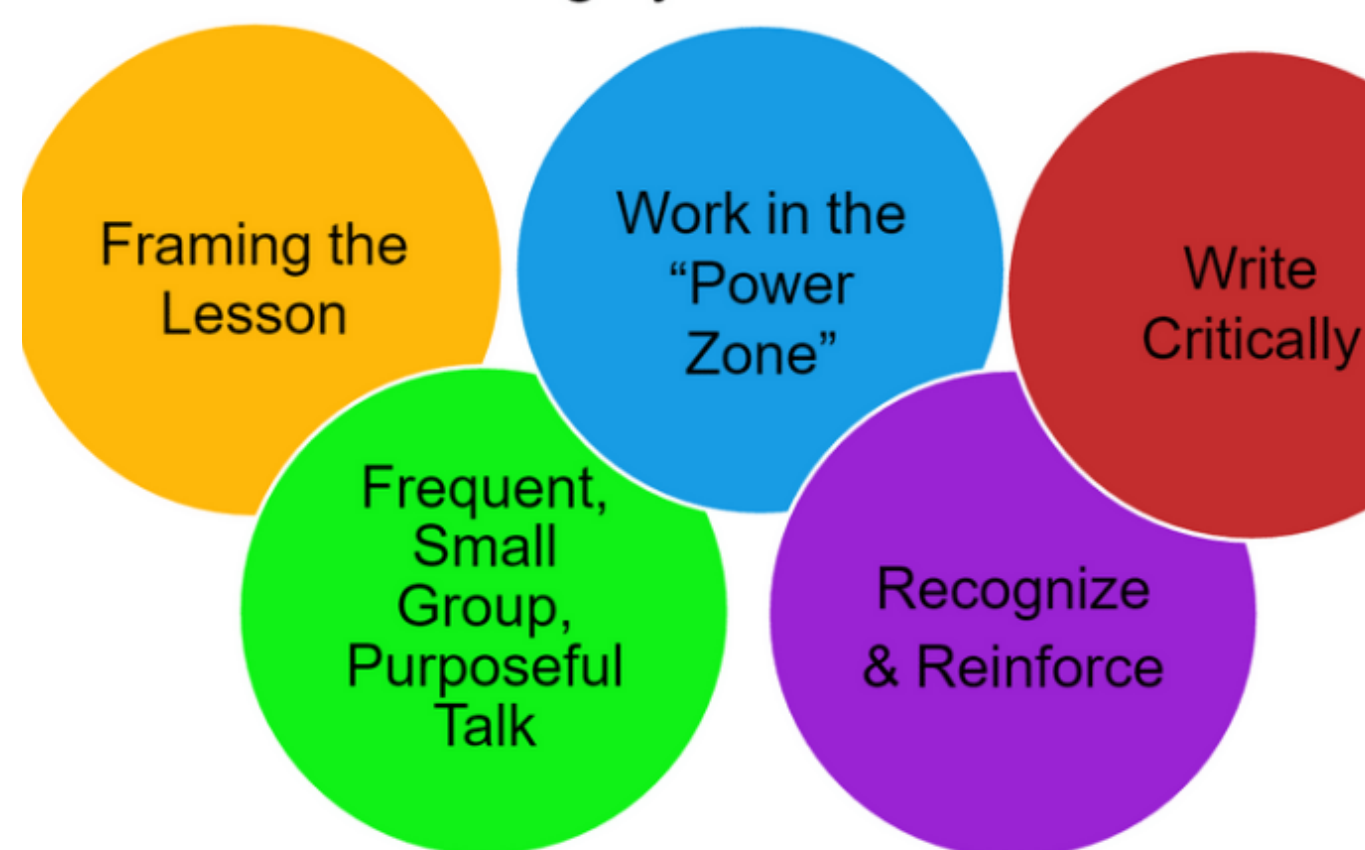 Framing the
Lesson
Work in the
“Power
Zone”
Write
Critically
Frequent,
Small
Group,
Purposeful
Talk
Recognize
& Reinforce